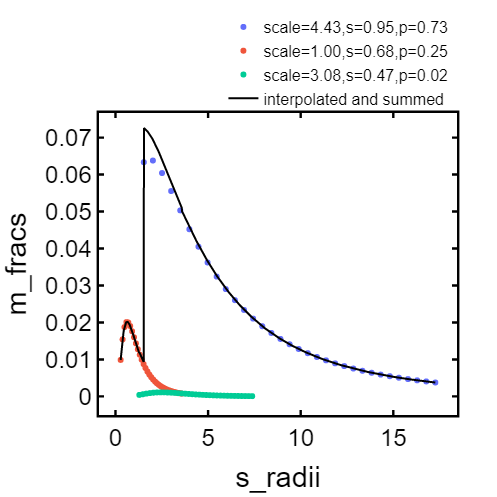 scale=4.43,s=0.95,p=0.73
scale=1.00,s=0.68,p=0.25
scale=3.08,s=0.47,p=0.02
interpolated and summed
0.07
0.06
0.05
0.04
0.03
0.02
0.01
0
m_fracs
0 5 10 15
s_radii